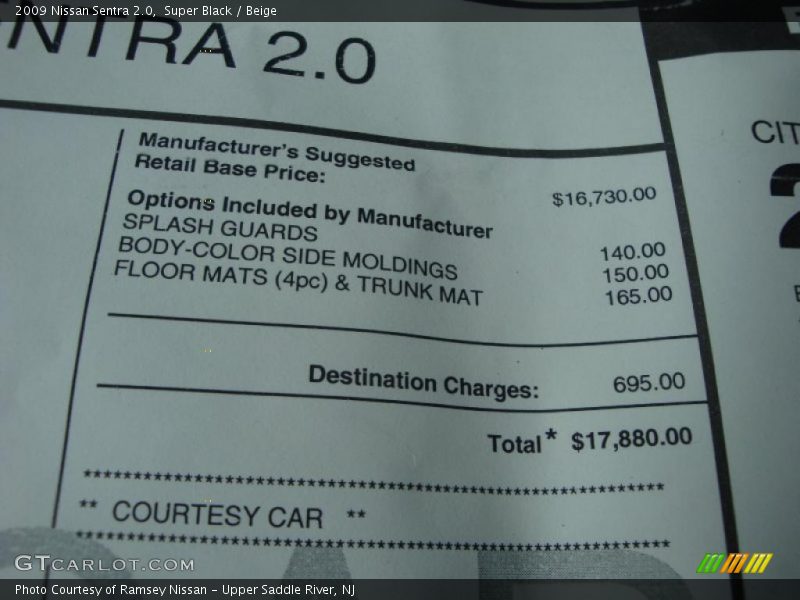 2009 Nissan Sentra 2.0, Super Black / Beige
NTRA 2.0
Manufacturer's Suggested
Retail Base Price: $16,730.00
Options Included by Manufacturer
SPLASH GUARDS 140.00
BODY-COLOR SIDE MOLDINGS 150.00
FLOOR MATS (4pc) & TRUNK MAT 165.00
Destination Charges: 695.00
Total* $17,880.00
** COURTESY CAR **
CIT
2
GTCARLOT.COM
Photo Courtesy of Ramsey Nissan - Upper Saddle River, NJ